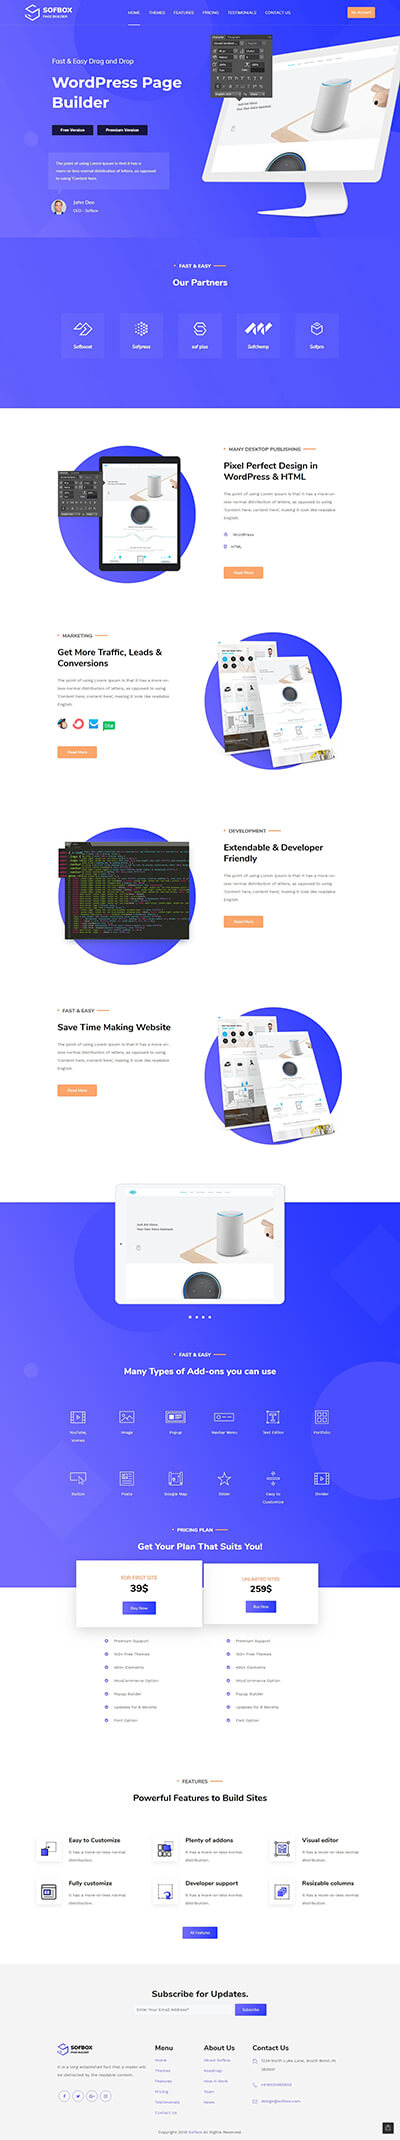 SOFBOX
PAGE BUILDER
HOME THEMES FEATURES PRICING TESTIMONIALS CONTACT US
My Account
Fast & Easy Drag and Drop
WordPress Page
Builder
Free Version Premium Version
The point of using Lorem Ipsum is that it has a
more-or-less normal distribution of letters, as opposed
to using 'Content here.
John Deo
CEO - Sofbox
FAST & EASY
Our Partners
Sofboost Sofpress sof plus Sofchemp Sofpro
MANY DESKTOP PUBLISHING
Pixel Perfect Design in
WordPress & HTML
The point of using Lorem Ipsum is that it has a more-or-
less normal distribution of letters, as opposed to using
'Content here, content here', making it look like readable
English.
WordPress
HTML
Read More
MARKETING
Get More Traffic, Leads &
Conversions
The point of using Lorem Ipsum is that it has a more-or-
less normal distribution of letters, as opposed to using
'Content here, content here', making it look like readable
English.
Read More
DEVELOPMENT
Extendable & Developer
Friendly
The point of using Lorem Ipsum is that it has a more-or-
less normal distribution of letters, as opposed to using
'Content here, content here', making it look like readable
English.
Read More
FAST & EASY
Save Time Making Website
The point of using Lorem Ipsum is that it has a more-or-
less normal distribution of letters, as opposed to using
'Content here, content here', making it look like readable
English.
Read More
Just Ask Alexa
Your Own Voice Assistant.
FAST & EASY
Many Types of Add-ons you can use
YouTube, Image Popup Navbar Menu Text Editor Portfolio
vimeo
Button Posts Google Map Slider Easy to Divider
Customize
PRICING PLAN
Get Your Plan That Suits You!
FOR FIRST SITE
39$
Buy Now
UNLIMITED SITES
259$
Buy Now
Premium Support Premium Support
100+ Free Themes 100+ Free Themes
400+ Elements 400+ Elements
WooCommerce Option WooCommerce Option
Popup Builder Popup Builder
Updates for 6 Months Updates for 6 Months
Font Option Font Option
FEATURES
Powerful Features to Build Sites
Easy to Customize Plenty of addons Visual editor
It has a more-or-less normal It has a more-or-less normal It has a more-or-less normal
distribution. distribution. distribution.
Fully customize Developer support Resizable columns
It has a more-or-less normal It has a more-or-less normal It has a more-or-less normal
distribution. distribution. distribution.
All Features
Subscribe for Updates.
Enter Your Email Address* Subscribe
SOFBOX
PAGE BUILDER
It is a long established fact that a reader will
be distracted by the readable content.
Menu
Home
Themes
Features
Pricing
Testimonials
Contact Us
About Us
About Sofbox
Roadmap
How It Work
Team
News
Contact Us
1234 North Luke Lane, South Bend, IN
360001
design@sofbox.com
Copyright 2018 Sofbox All Rights Reserved.